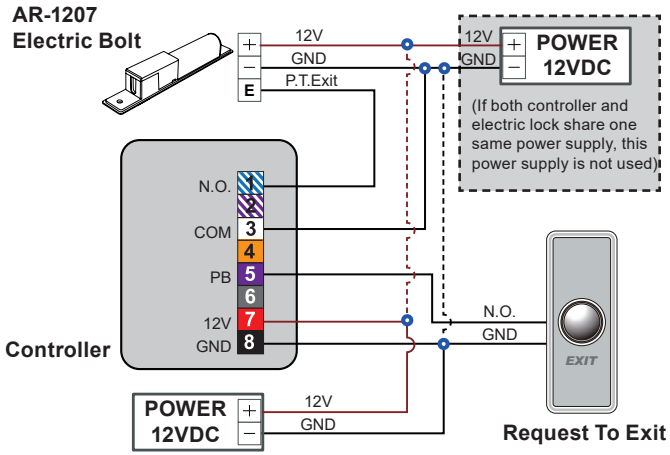 AR-1207
Electric Bolt
+ 12V
− GND
E P.T.Exit
12V + POWER
GND − 12VDC
(If both controller and
electric lock share one
same power supply, this
power supply is not used)
N.O. 1
2
COM 3
4
PB 5
6
12V 7
GND 8
Controller
N.O.
GND
EXIT
Request To Exit
POWER + 12V
12VDC − GND